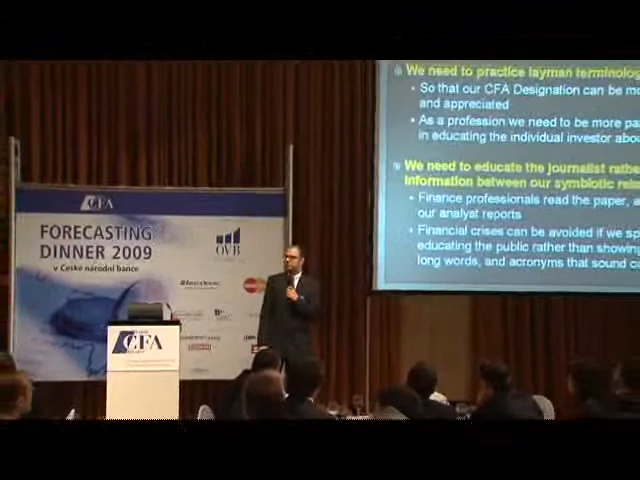 We need to practice layman terminolog
So that our CFA Designation can be mo
and appreciated
As a profession we need to be more pa
in educating the individual investor abou
We need to educate the journalist rathe
information between our symbiotic rela
Finance professionals read the paper, a
our analyst reports
Financial crises can be avoided if we sp
educating the public rather than showing
long words, and acronyms that sound c
CFA
FORECASTING
DINNER 2009
v České národní bance
OVB
MasterCard
CFA